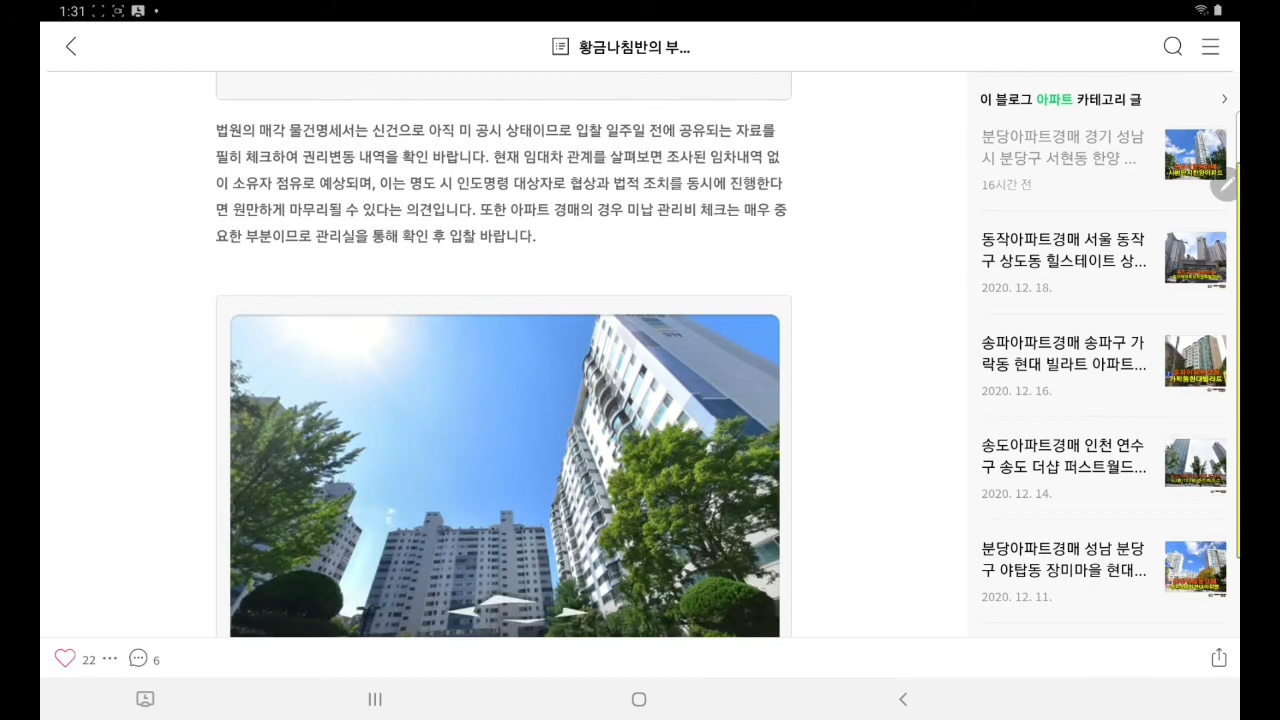 1:31
황금나침반의 부...
법원의 매각 물건명세서는 신건으로 아직 미 공시 상태이므로 입찰 일주일 전에 공유되는 자료를
필히 체크하여 권리변동 내역을 확인 바랍니다. 현재 임대차 관계를 살펴보면 조사된 임차내역 없
이 소유자 점유로 예상되며, 이는 명도 시 인도명령 대상자로 협상과 법적 조치를 동시에 진행한다
면 원만하게 마무리될 수 있다는 의견입니다. 또한 아파트 경매의 경우 미납 관리비 체크는 매우 중
요한 부분이므로 관리실을 통해 확인 후 입찰 바랍니다.
이 블로그 아파트 카테고리 글
분당아파트경매 경기 성남
시 분당구 서현동 한양 ...
16시간 전
동작아파트경매 서울 동작
구 상도동 힐스테이트 상...
2020. 12. 18.
송파아파트경매 송파구 가
락동 현대 빌라트 아파트...
2020. 12. 16.
가락동현대빌라트
송도아파트경매 인천 연수
구 송도 더샵 퍼스트월드...
2020. 12. 14.
분당아파트경매 성남 분당
구 야탑동 장미마을 현대...
2020. 12. 11.
22
6